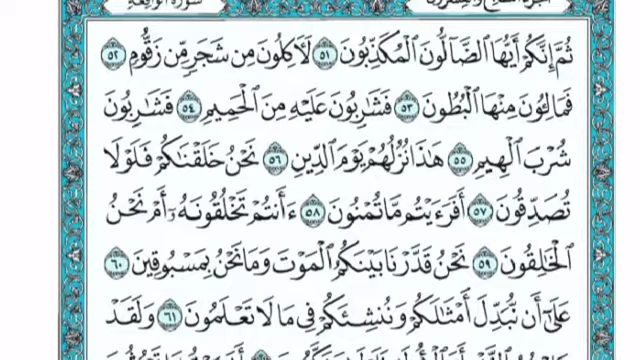 سورة الواقعة
ثُمَّ إِنَّكُمْ أَيُّهَا الضَّالُّونَ الْمُكَذِّبُونَ ٥١ لَأَكِلُونَ مِن شَجَرٍ مِّن زَقُّومٍ ٥٢
فَمَالِئُونَ مِنْهَا الْبُطُونَ ٥٣ فَشَارِبُونَ عَلَيْهِ مِنَ الْحَمِيمِ ٥٤ فَشَارِبُونَ
شُرْبَ الْهِيمِ ٥٥ هَذَا نُزُلُهُمْ يَوْمَ الدِّينِ ٥٦ نَحْنُ خَلَقْنَاكُمْ فَلَوْلَا
تُصَدِّقُونَ ٥٧ أَفَرَءَيْتُم مَّا تُمْنُونَ ٥٨ ءَأَنتُمْ تَخْلُقُونَهُ أَمْ نَحْنُ
الْخَالِقُونَ ٥٩ نَحْنُ قَدَّرْنَا بَيْنَكُمُ الْمَوْتَ وَمَا نَحْنُ بِمَسْبُوقِينَ ٦٠
عَلَى أَن نُّبَدِّلَ أَمْثَالَكُمْ وَنُنشِئَكُمْ فِي مَا لَا تَعْلَمُونَ ٦١ وَلَقَدْ